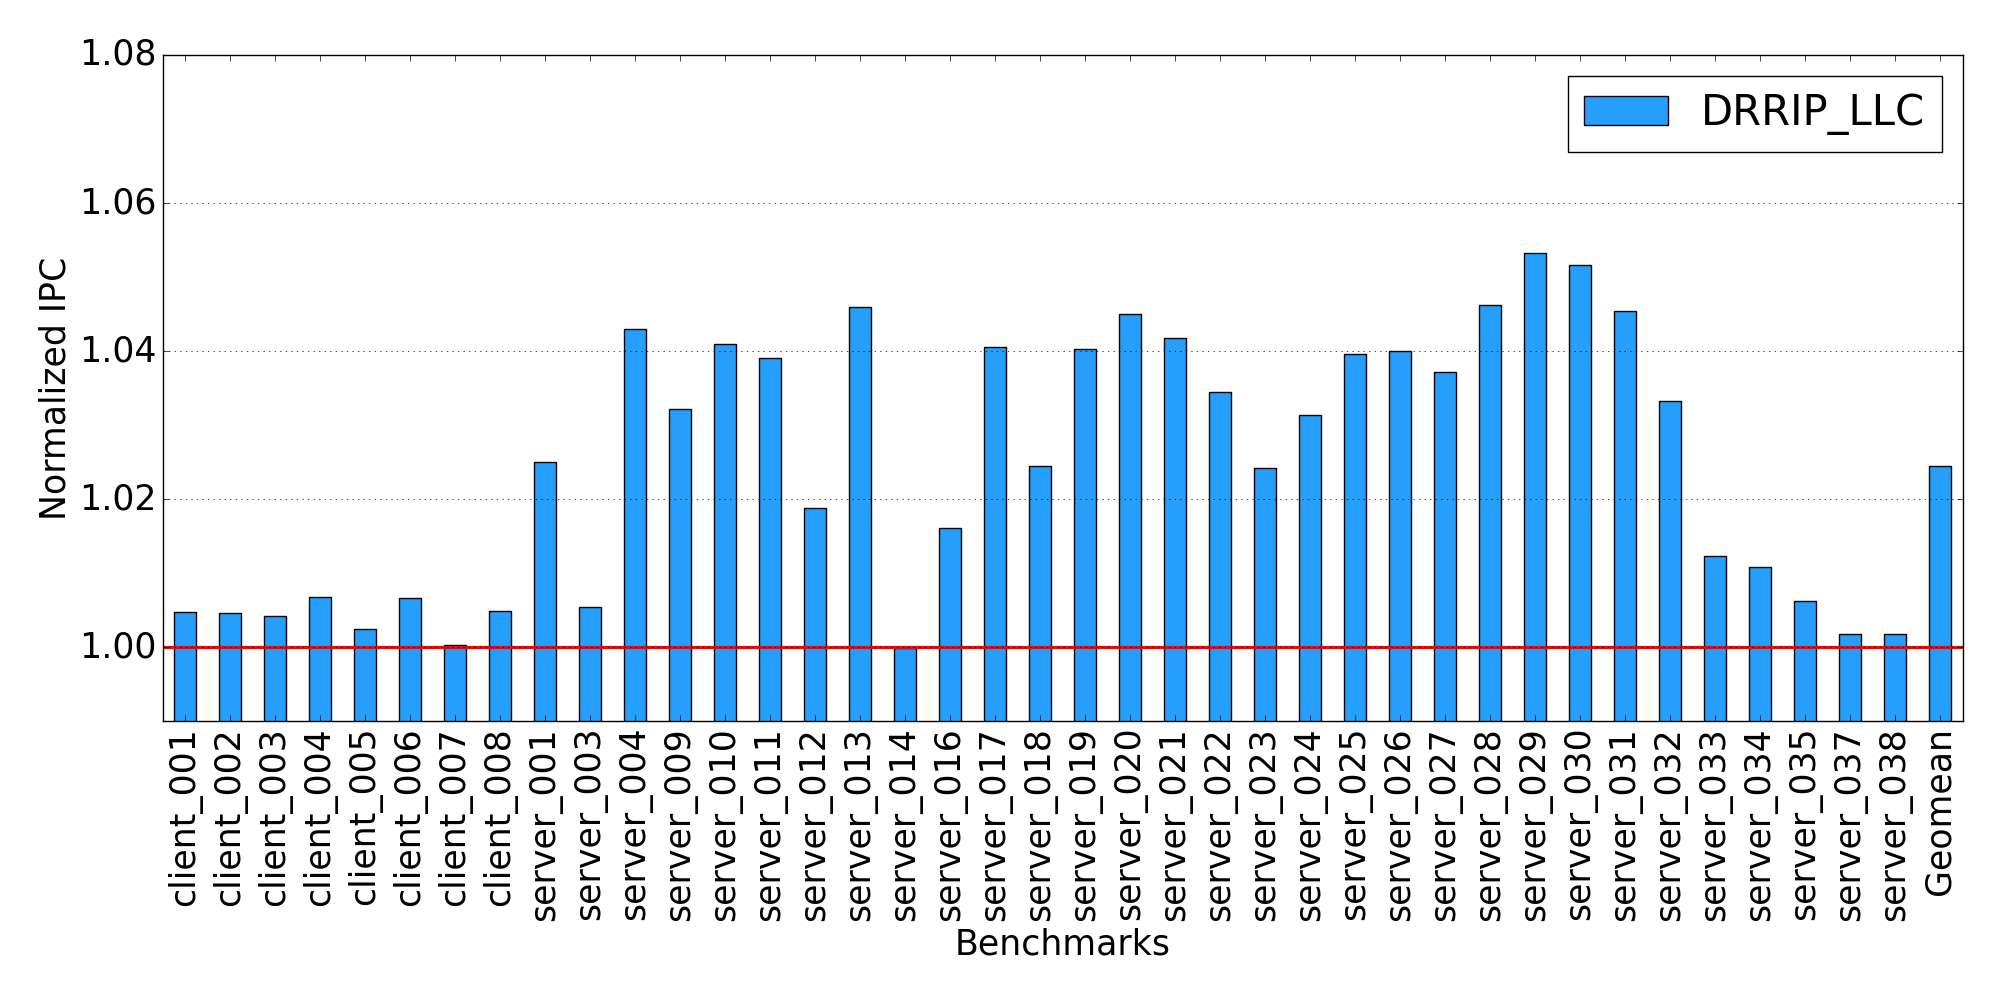 1.08
1.06
1.04
1.02
1.00
Normalized IPC
DRRIP_LLC
client_001
client_002
client_003
client_004
client_005
client_006
client_007
client_008
server_001
server_003
server_004
server_009
server_010
server_011
server_012
server_013
server_014
server_016
server_017
server_018
server_019
server_020
server_021
server_022
server_023
server_024
server_025
server_026
server_027
server_028
server_029
server_030
server_031
server_032
server_033
server_034
server_035
server_037
server_038
Geomean
Benchmarks